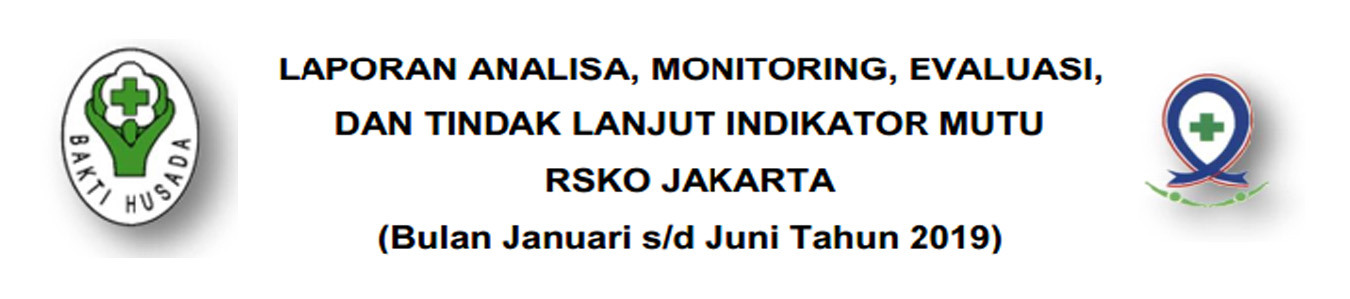 LAPORAN ANALISA, MONITORING, EVALUASI,
DAN TINDAK LANJUT INDIKATOR MUTU
RSKO JAKARTA
(Bulan Januari s/d Juni Tahun 2019)
BAKTI HUSADA